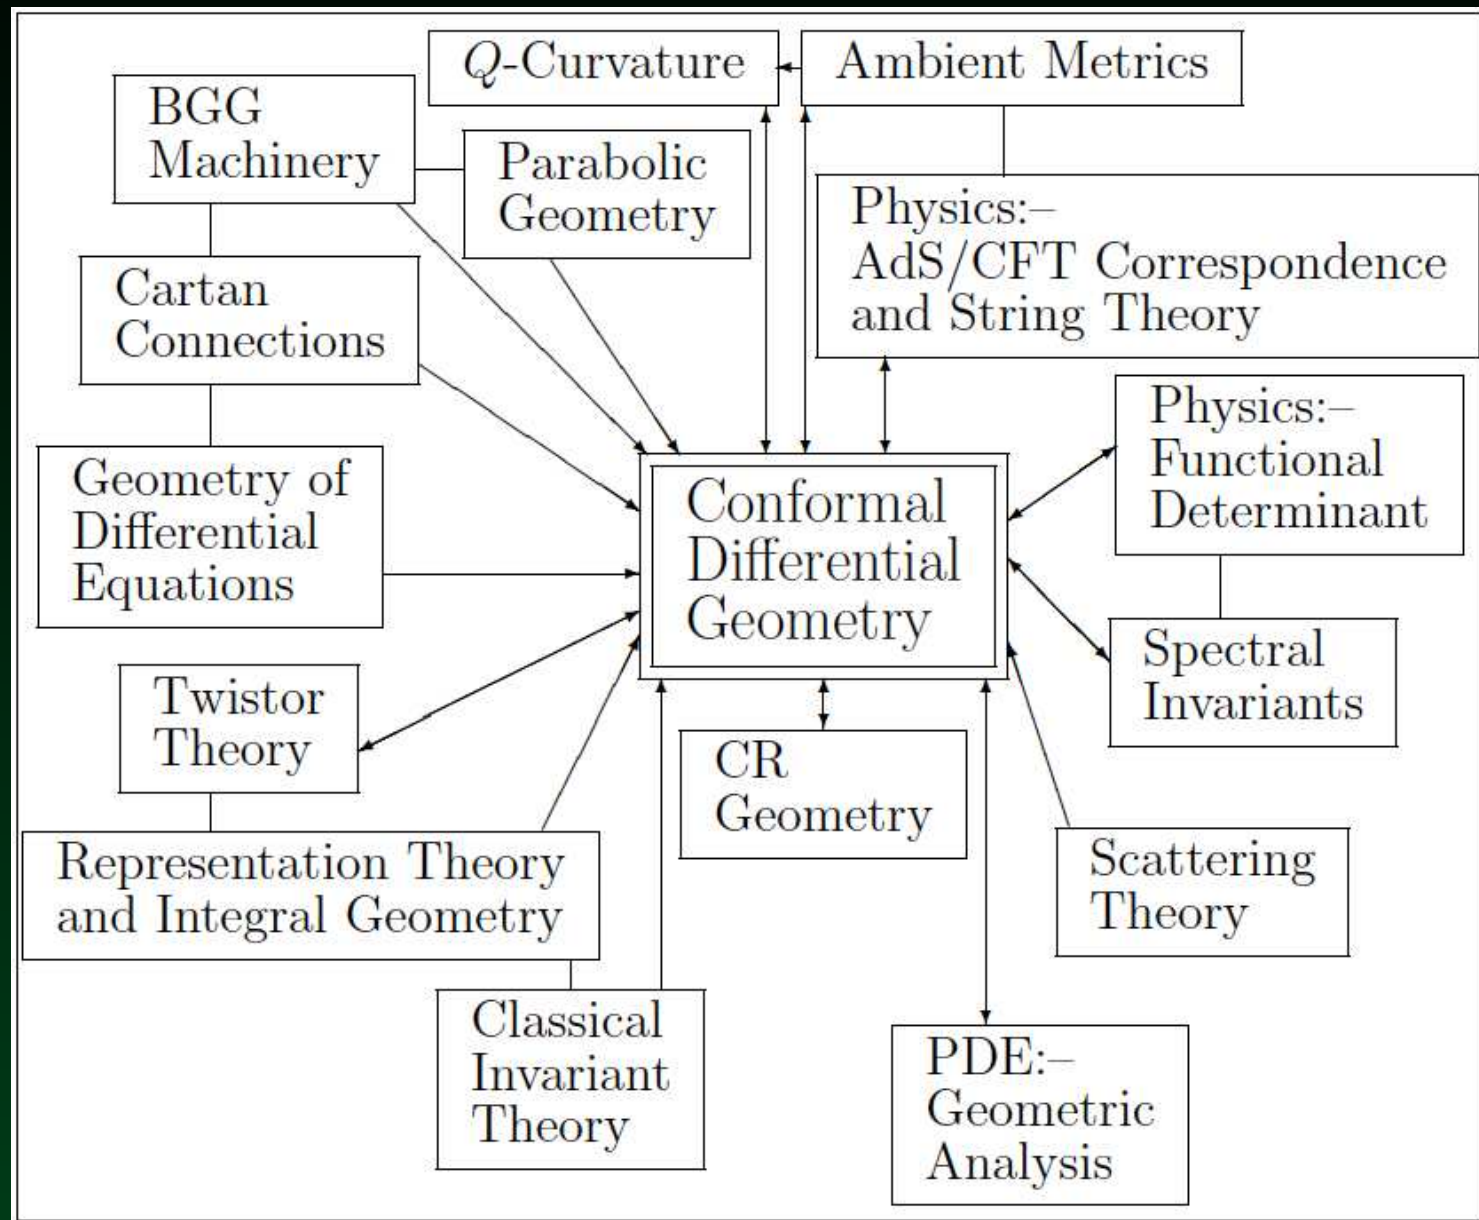 Q-Curvature
Ambient Metrics
BGG
Machinery
Parabolic
Geometry
Physics:–
AdS/CFT Correspondence
and String Theory
Cartan
Connections
Physics:–
Functional
Determinant
Geometry of
Differential
Equations
Conformal
Differential
Geometry
Spectral
Invariants
Twistor
Theory
CR
Geometry
Representation Theory
and Integral Geometry
Scattering
Theory
Classical
Invariant
Theory
PDE:–
Geometric
Analysis